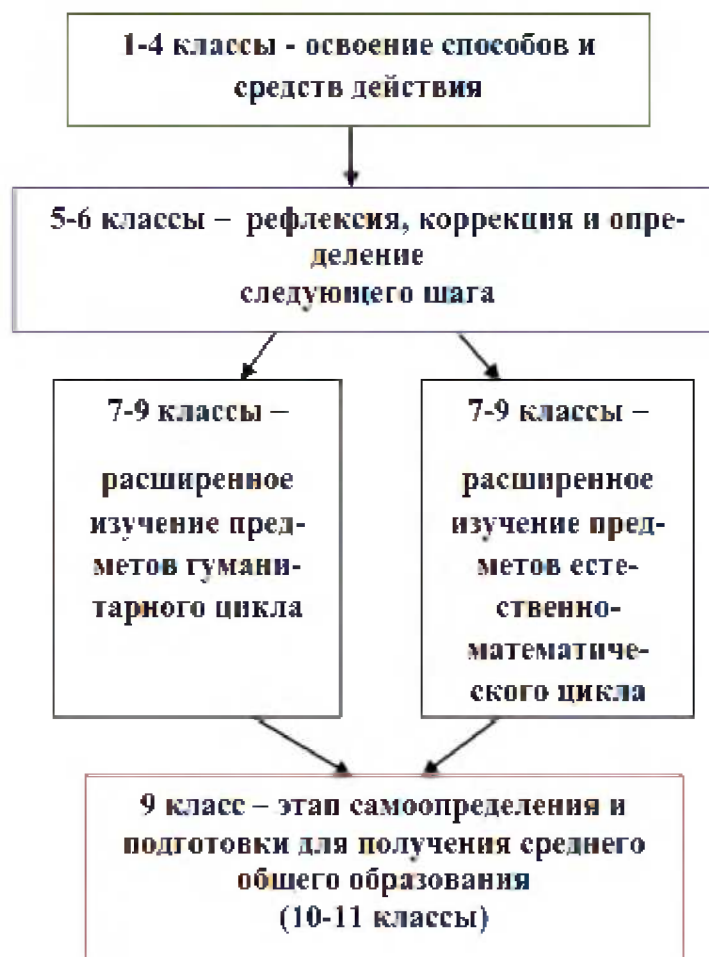 1-4 классы - освоение способов и
средств действия
5-6 классы – рефлексия, коррекция и опре-
деление
следующего шага
7-9 классы –
расширенное
изучение пред-
метов гумани-
тарного цикла
7-9 классы –
расширенное
изучение пред-
метов есте-
ственно-
математиче-
ского цикла
9 класс – этап самоопределения и
подготовки для получения среднего
общего образования
(10-11 классы)